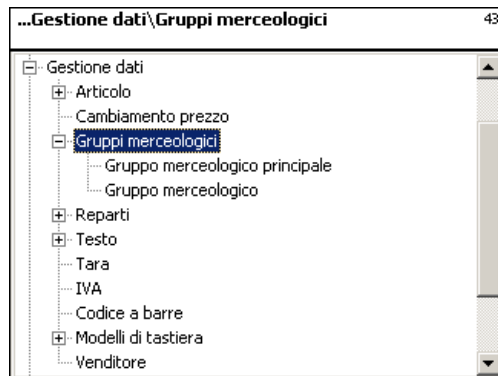 ...Gestione dati\Gruppi merceologici 43
Gestione dati
Articolo
Cambiamento prezzo
Gruppi merceologici
Gruppo merceologico principale
Gruppo merceologico
Reparti
Testo
Tara
IVA
Codice a barre
Modelli di tastiera
Venditore